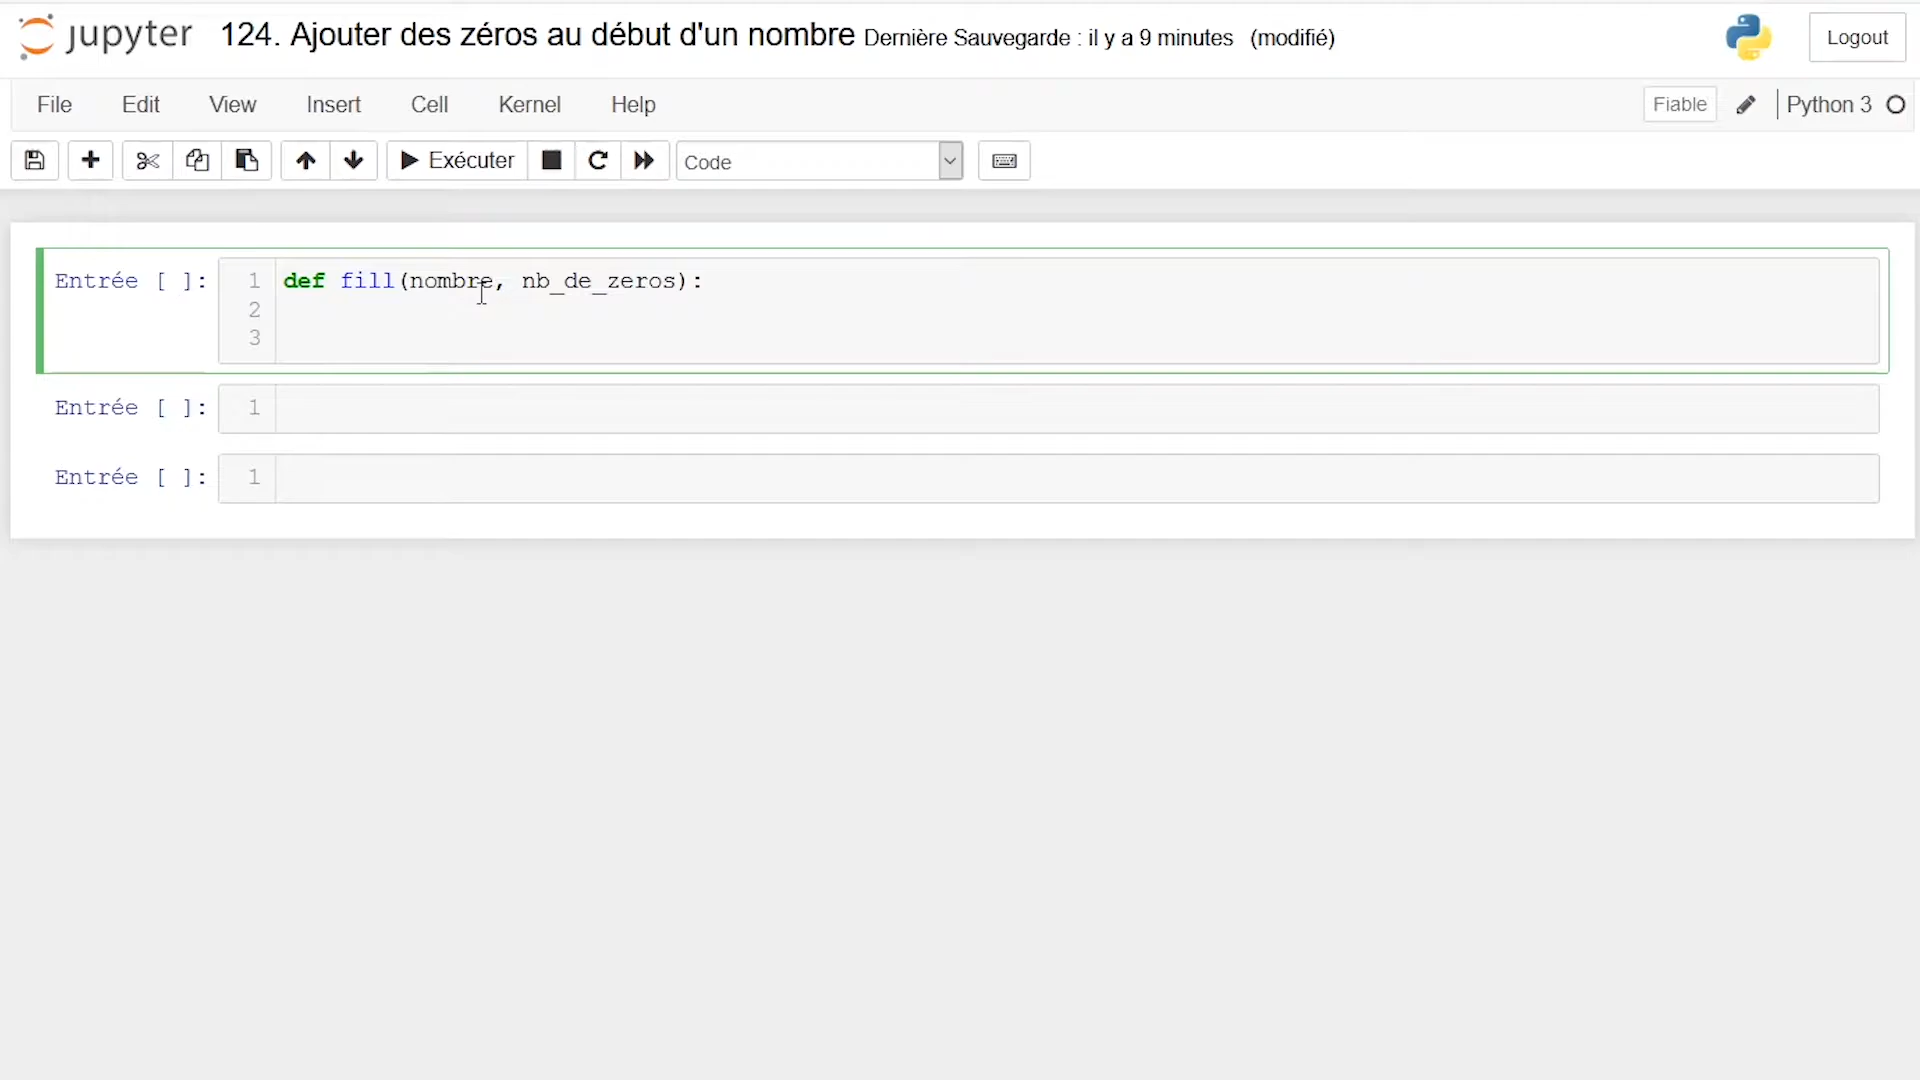 jupyter 124. Ajouter des zéros au début d'un nombre Dernière Sauvegarde : il y a 9 minutes (modifié) Logout
File Edit View Insert Cell Kernel Help Fiable Python 3
Exécuter Code
Entrée [ ]: 1 def fill(nombre, nb_de_zeros):
2
3
Entrée [ ]: 1
Entrée [ ]: 1